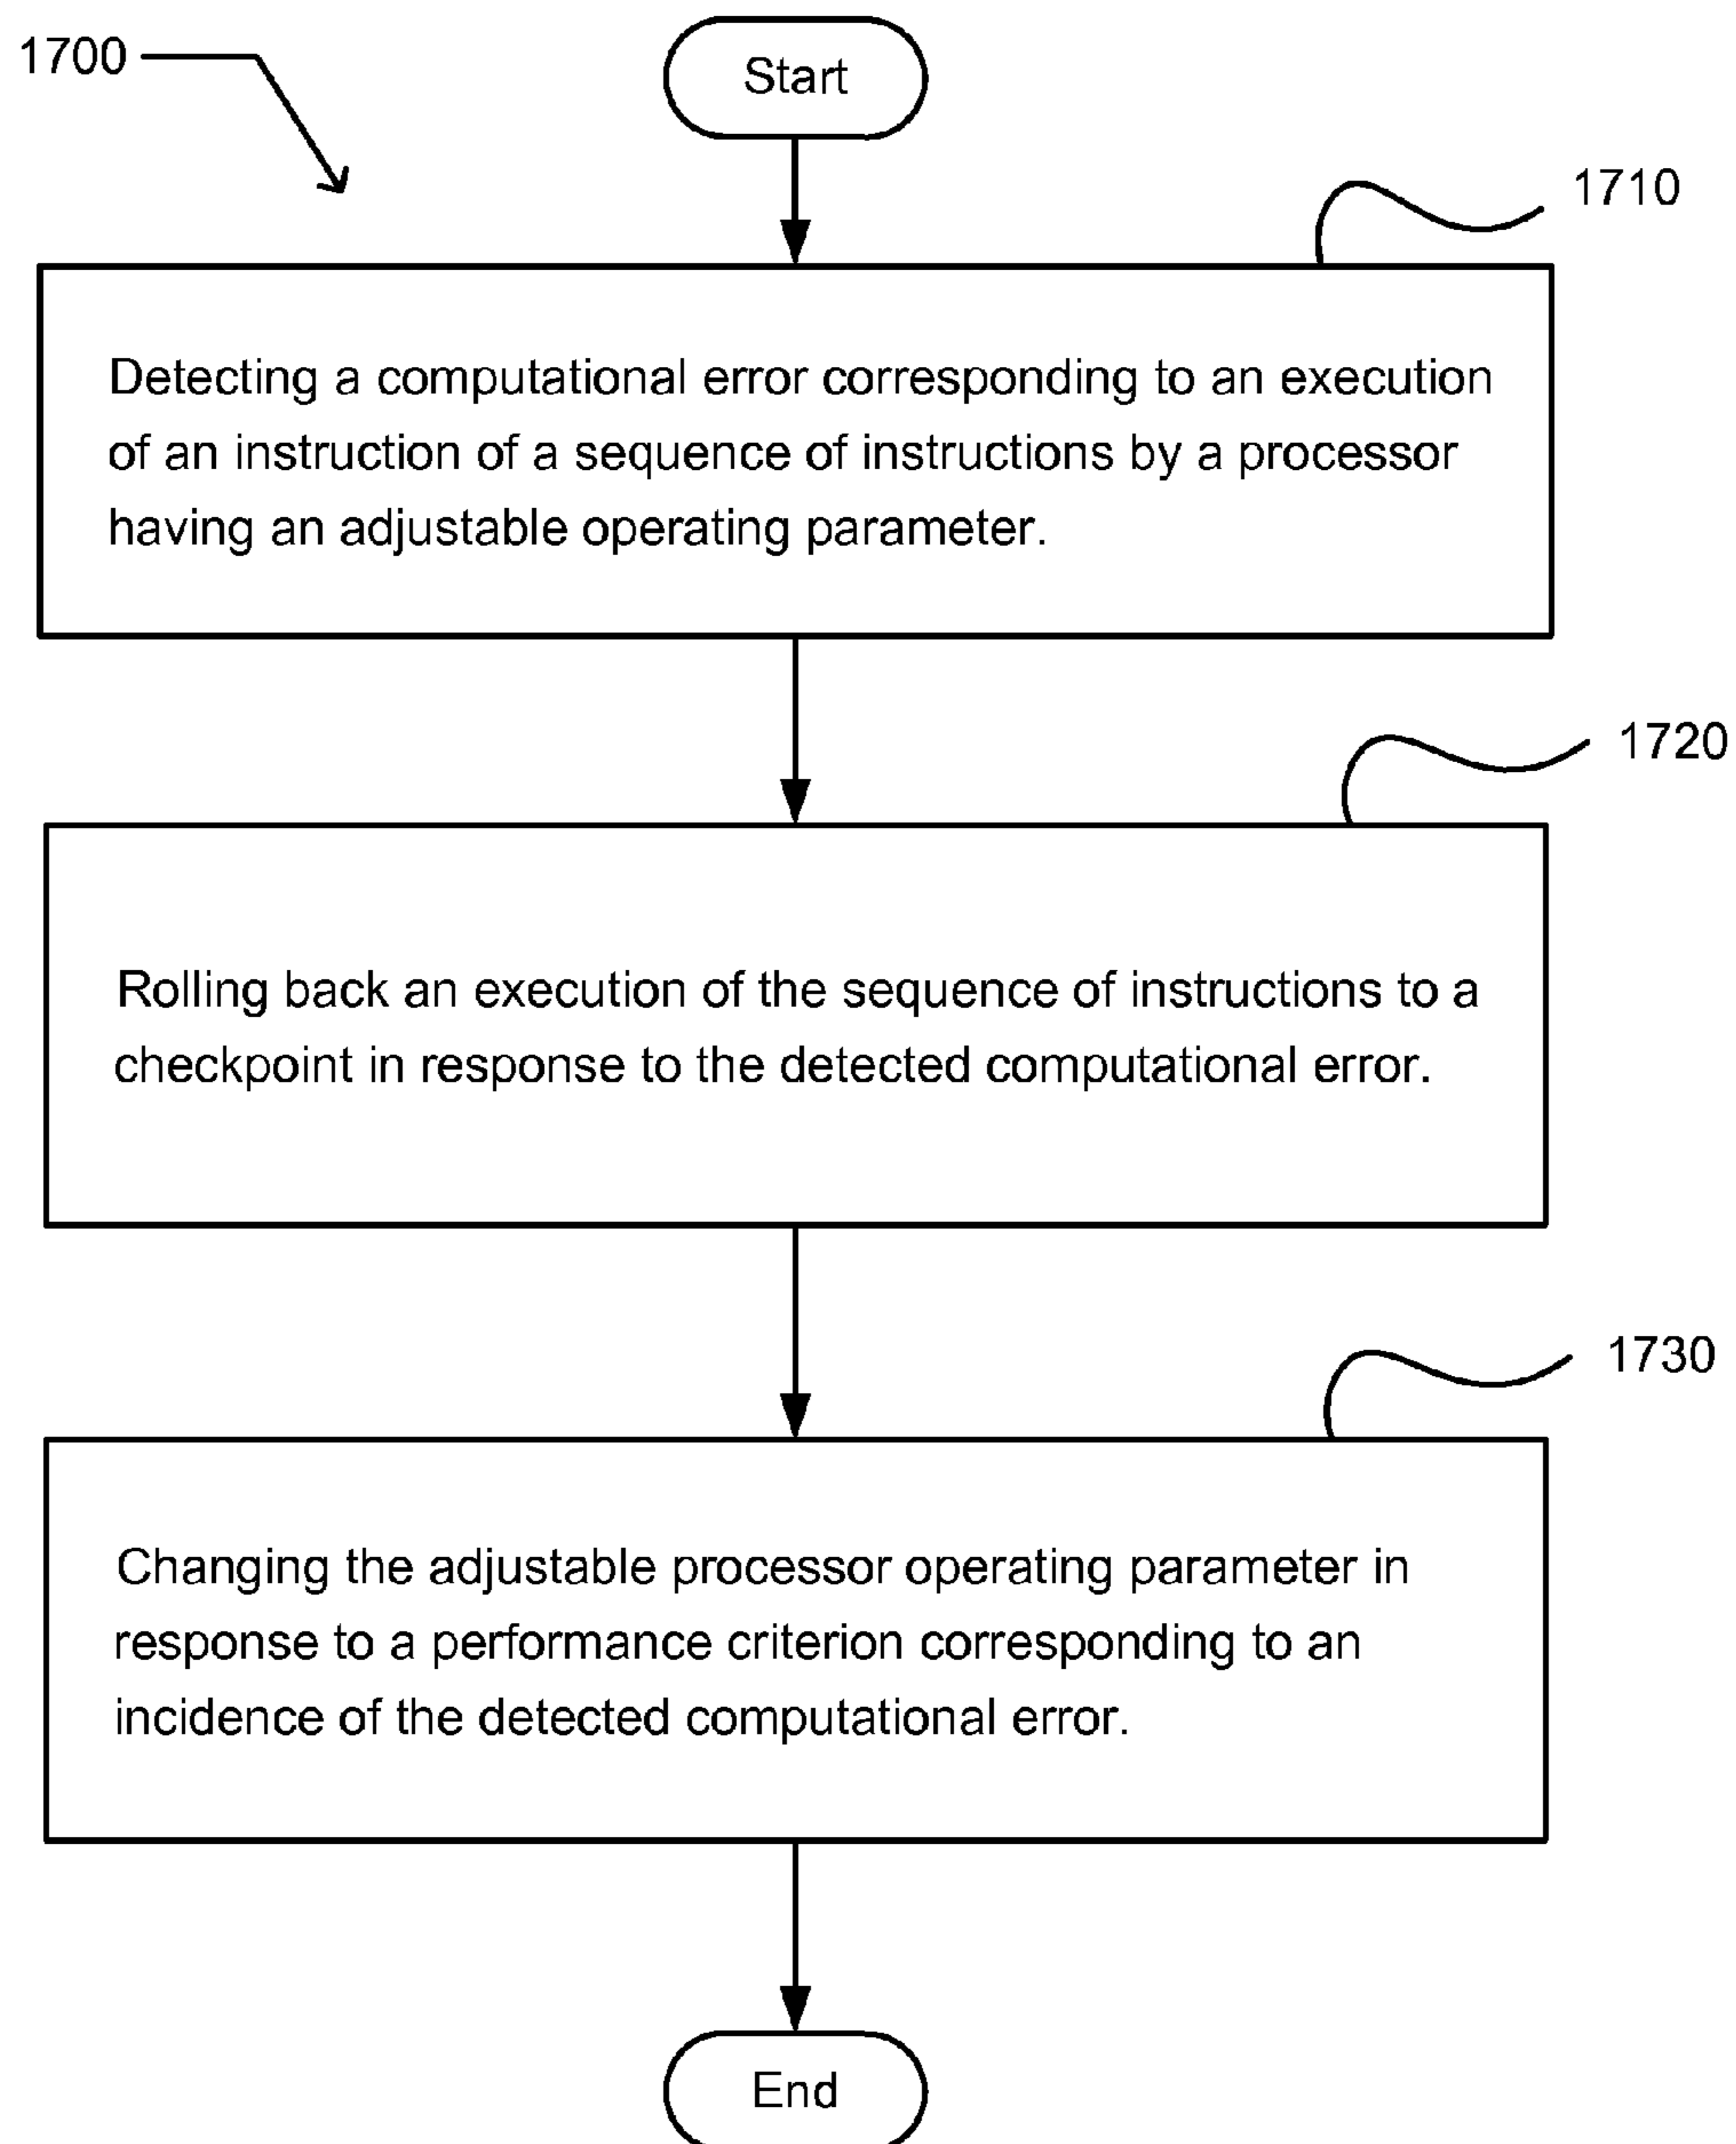 1700
Start
1710
Detecting a computational error corresponding to an execution
of an instruction of a sequence of instructions by a processor
having an adjustable operating parameter.
1720
Rolling back an execution of the sequence of instructions to a
checkpoint in response to the detected computational error.
1730
Changing the adjustable processor operating parameter in
response to a performance criterion corresponding to an
incidence of the detected computational error.
End